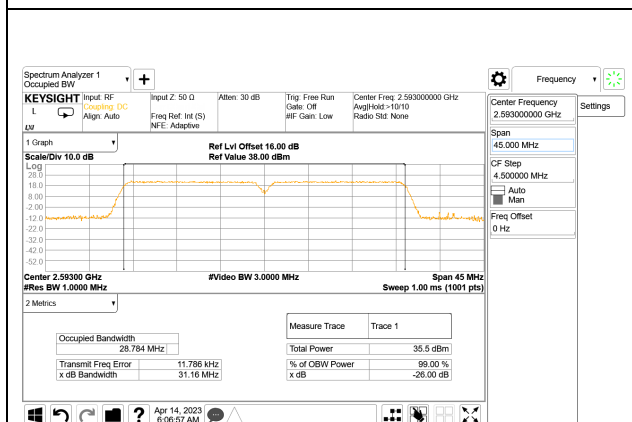 Spectrum Analyzer 1
Occupied BW
Frequency
KEYSIGHT
L
Input: RF
Coupling: DC
Align: Auto
Input Z: 50 Ω
Freq Ref: Int (S)
NFE: Adaptive
Atten: 30 dB
Trig: Free Run
Gate: Off
#IF Gain: Low
Center Freq: 2.593000000 GHz
Avg|Hold:>10/10
Radio Std: None
Center Frequency
2.593000000 GHz
Settings
Span
45.000 MHz
CF Step
4.500000 MHz
Auto
Man
Freq Offset
0 Hz
1 Graph
Scale/Div 10.0 dB
Ref Lvl Offset 16.00 dB
Ref Value 38.00 dBm
Log
28.0
18.0
8.00
-2.00
-12.0
-22.0
-32.0
-42.0
-52.0
Center 2.59300 GHz
#Video BW 3.0000 MHz
Span 45 MHz
#Res BW 1.0000 MHz
Sweep 1.00 ms (1001 pts)
2 Metrics
Measure Trace
Trace 1
Occupied Bandwidth
28.784 MHz
Total Power
35.5 dBm
Transmit Freq Error
11.786 kHz
% of OBW Power
99.00 %
x dB Bandwidth
31.16 MHz
x dB
-26.00 dB
Apr 14, 2023
6:06:57 AM